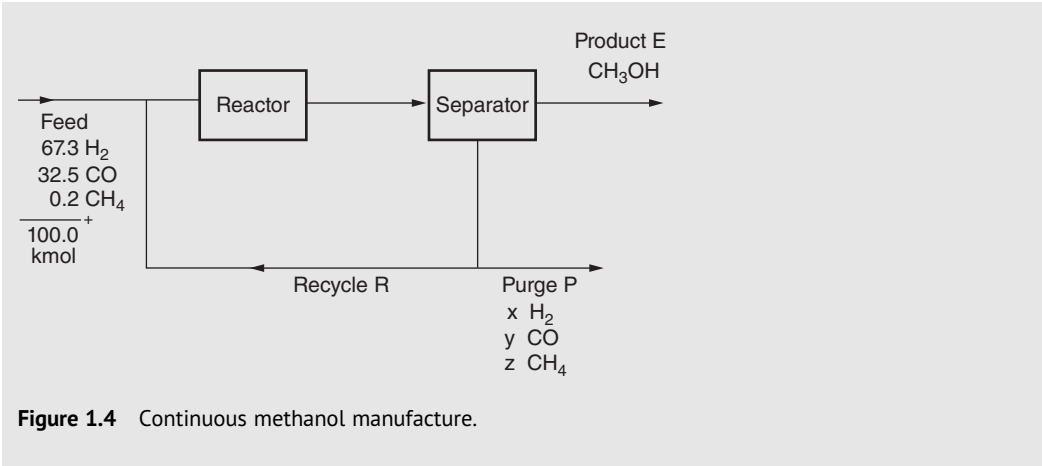 Product E
CH₃OH
Reactor
Separator
Feed
67.3 H₂
32.5 CO
0.2 CH₄
+
100.0
kmol
Recycle R
Purge P
x H₂
y CO
z CH₄
Figure 1.4 Continuous methanol manufacture.